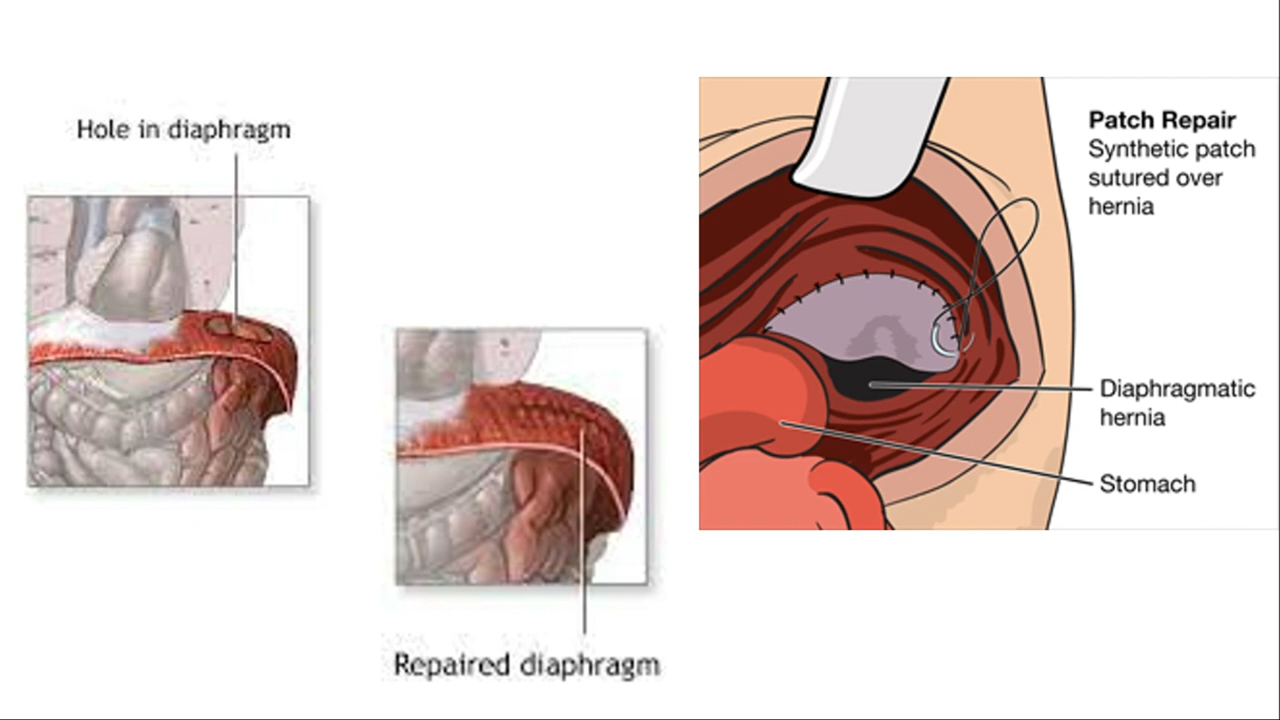 Hole in diaphragm
Repaired diaphragm
Patch Repair
Synthetic patch
sutured over
hernia
Diaphragmatic
hernia
Stomach